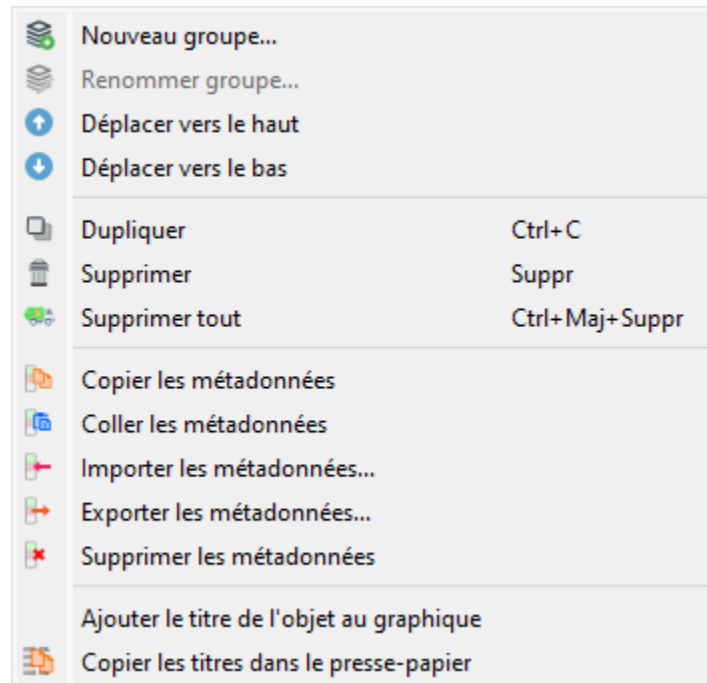 Nouveau groupe...
Renommer groupe...
Déplacer vers le haut
Déplacer vers le bas
Dupliquer Ctrl+C
Supprimer Suppr
Supprimer tout Ctrl+Maj+Suppr
Copier les métadonnées
Coller les métadonnées
Importer les métadonnées...
Exporter les métadonnées...
Supprimer les métadonnées
Ajouter le titre de l'objet au graphique
Copier les titres dans le presse-papier